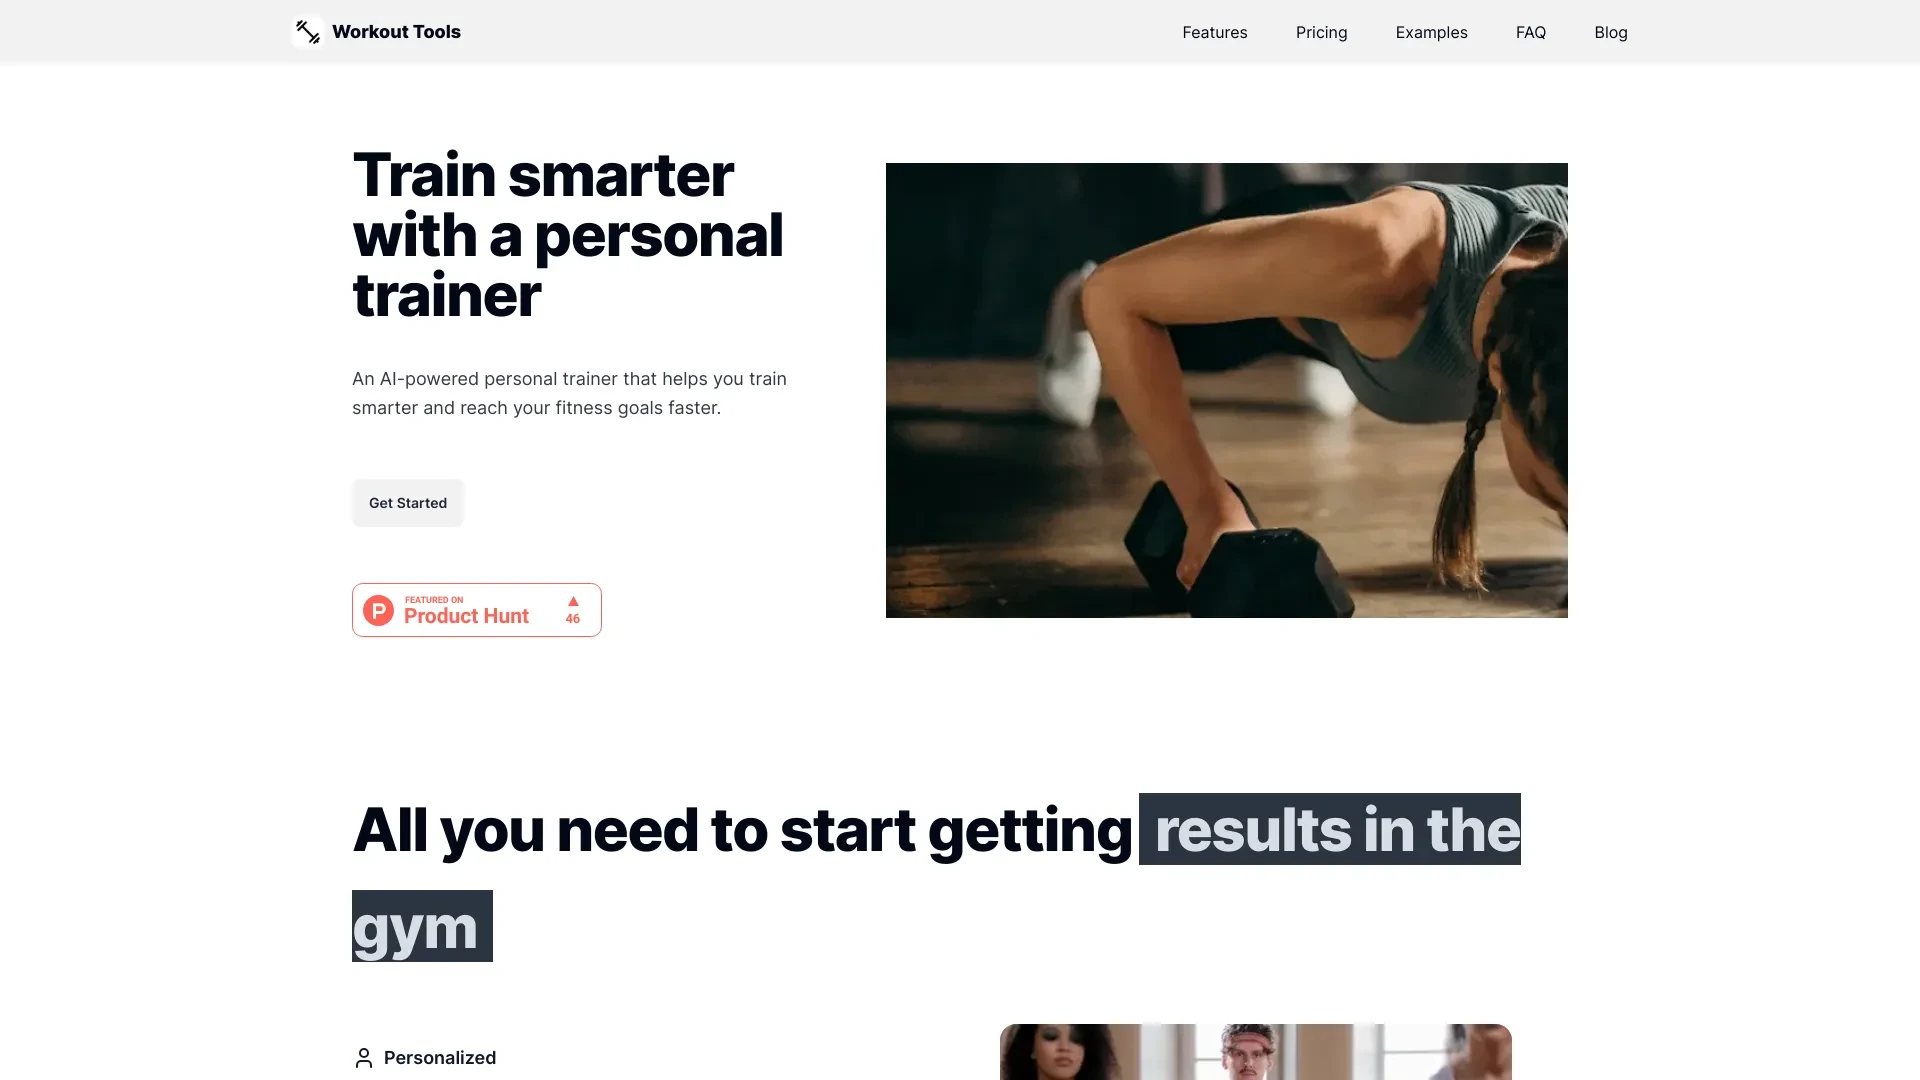 Workout Tools
Features
Pricing
Examples
FAQ
Blog
Train smarter
with a personal
trainer
An AI-powered personal trainer that helps you train
smarter and reach your fitness goals faster.
Get Started
P
FEATURED ON
Product Hunt
▲
46
All you need to start getting results in the
gym
Personalized